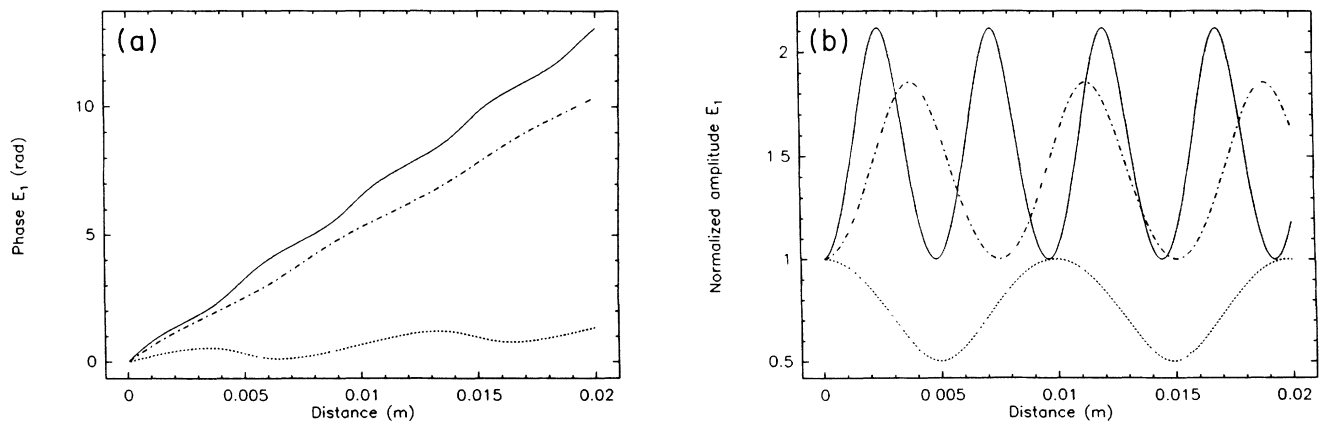 (a)
10
5
0
Phase E₁ (rad)
0
0.005
0.01
0.015
0.02
Distance (m)
(b)
2
1 5
1
0.5
Normalized amplitude E₁
0
0 005
0.01
0.015
0.02
Distance (m)